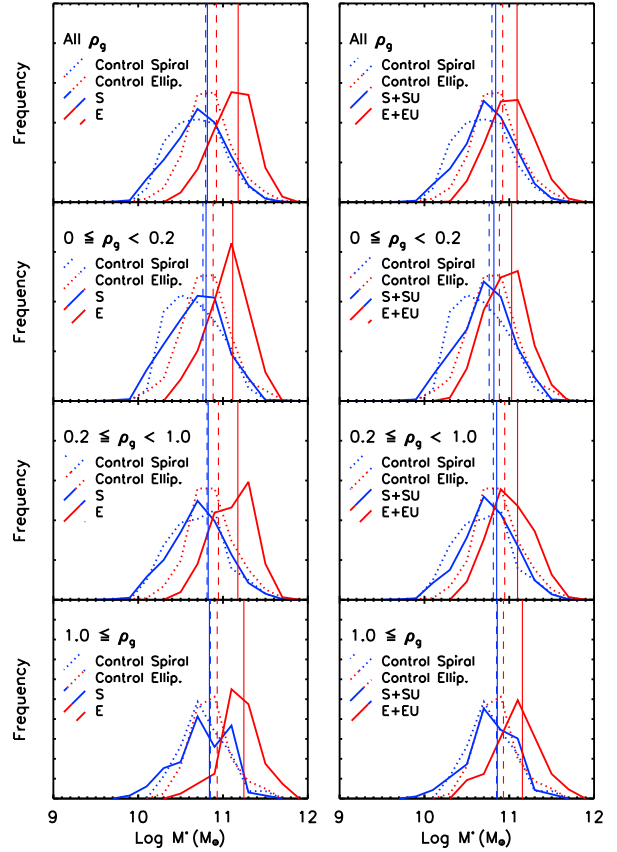 All ρg
Control Spiral
Control Ellip.
S
E
Frequency
All ρg
Control Spiral
Control Ellip.
S+SU
E+EU
Frequency
0 ≦ ρg < 0.2
Control Spiral
Control Ellip.
S
E
Frequency
0 ≦ ρg < 0.2
Control Spiral
Control Ellip.
S+SU
E+EU
Frequency
0.2 ≦ ρg < 1.0
Control Spiral
Control Ellip.
S
E
Frequency
0.2 ≦ ρg < 1.0
Control Spiral
Control Ellip.
S+SU
E+EU
Frequency
1.0 ≦ ρg
Control Spiral
Control Ellip.
S
E
Frequency
1.0 ≦ ρg
Control Spiral
Control Ellip.
S+SU
E+EU
Frequency
9 10 11 12
Log M*(M⊙)
9 10 11 12
Log M*(M⊙)